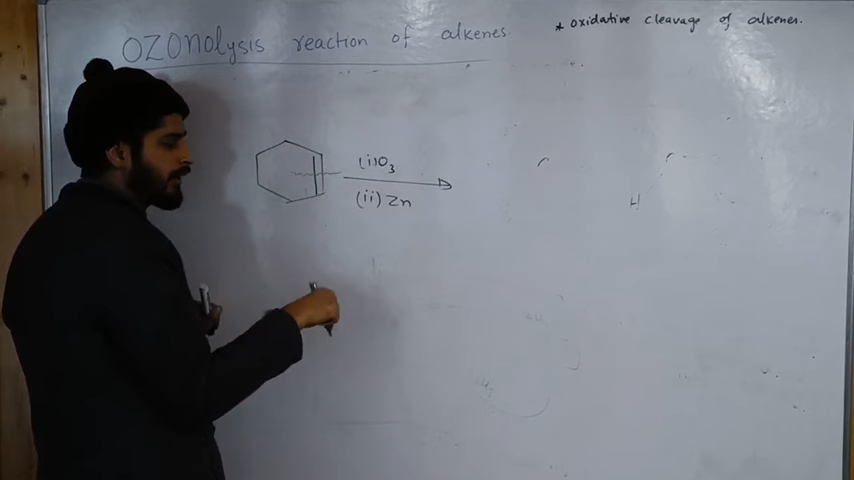 OZONolysis reaction of alkenes
* oxidative cleavage of alkenes.
(i) O3
(ii) Zn
H